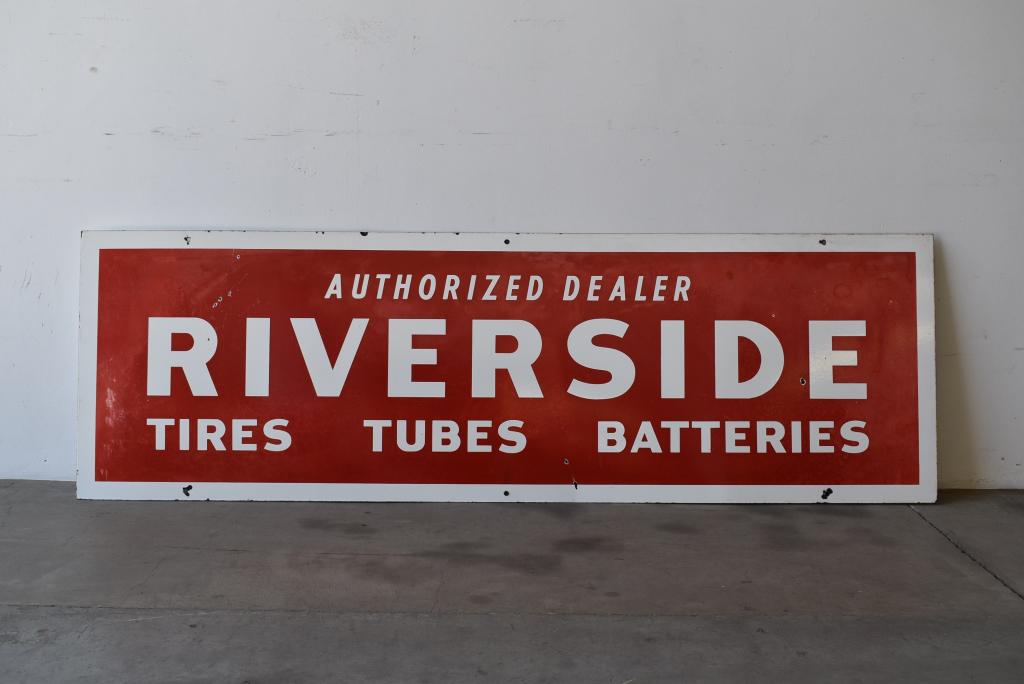 AUTHORIZED DEALER
RIVERSIDE
TIRES TUBES BATTERIES